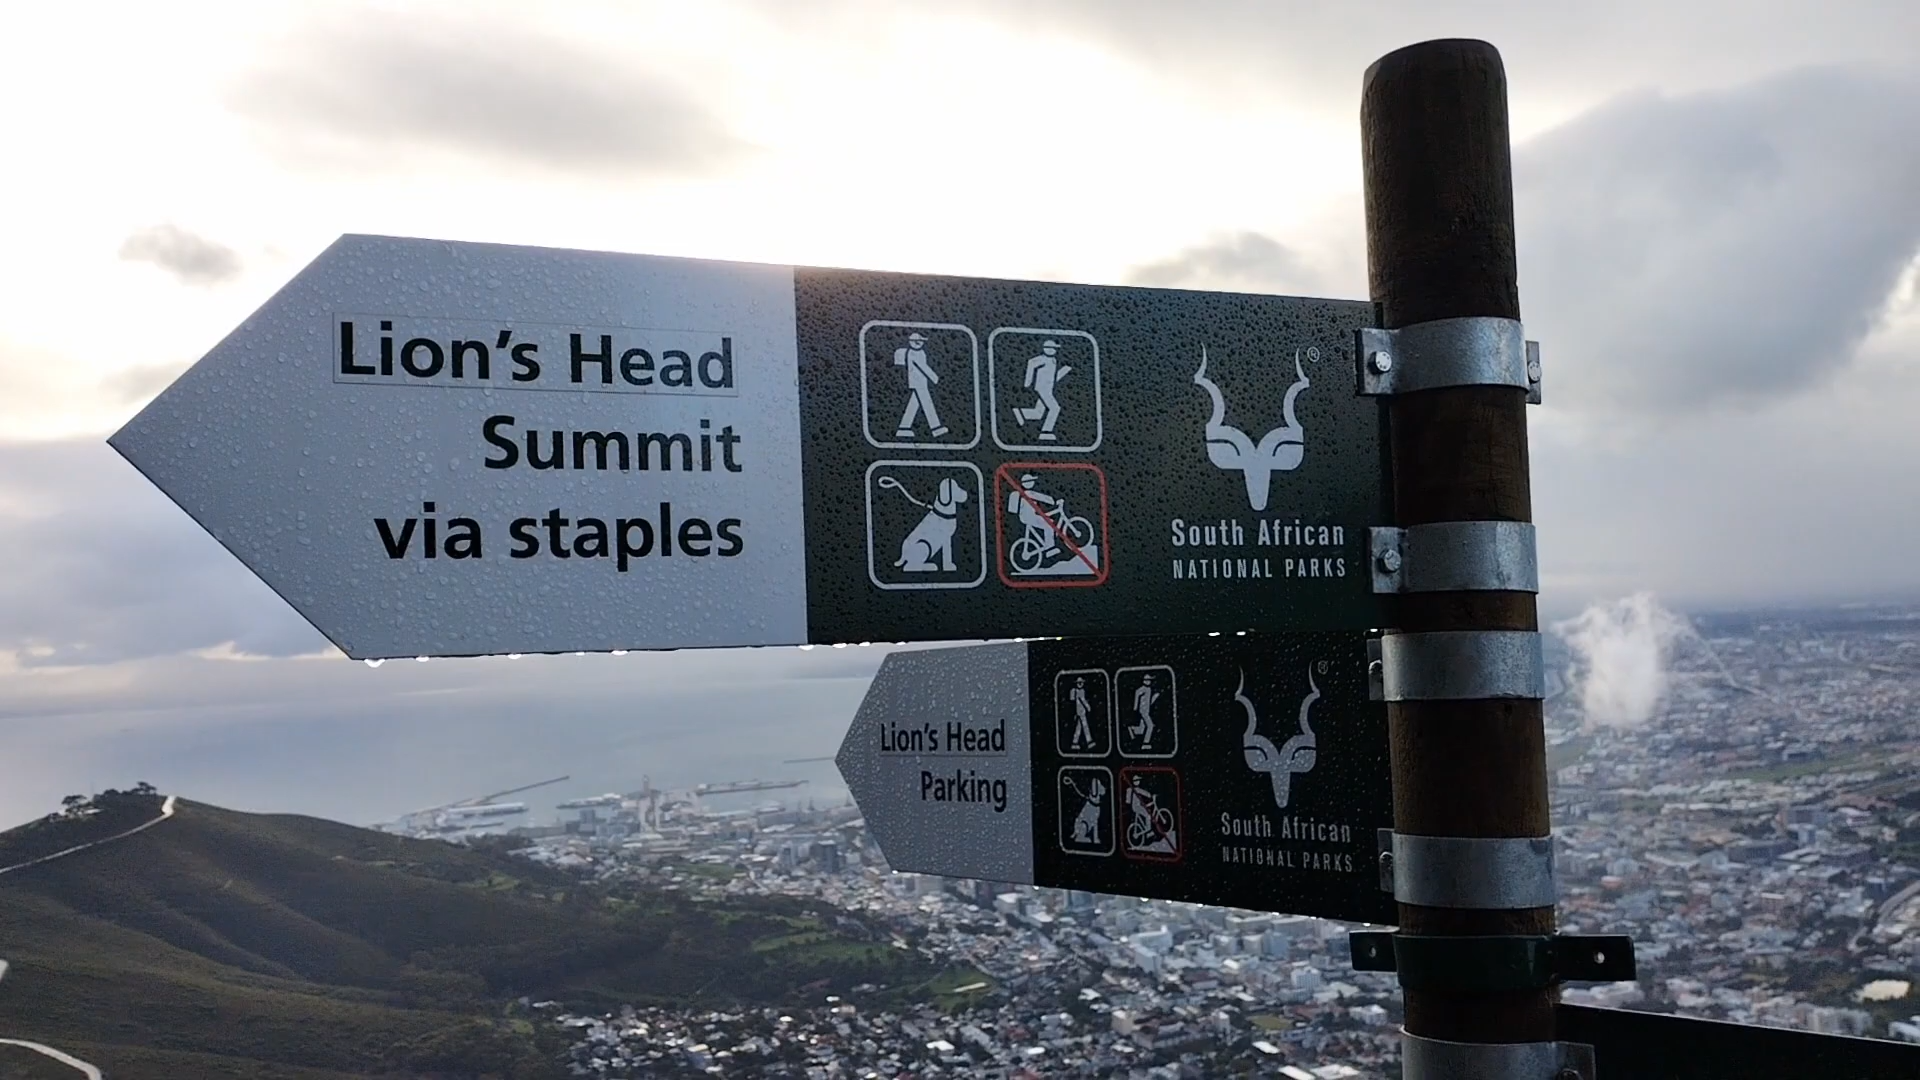 Lion's Head
Summit
via staples
®
South African
NATIONAL PARKS
Lion's Head
Parking
®
South African
NATIONAL PARKS